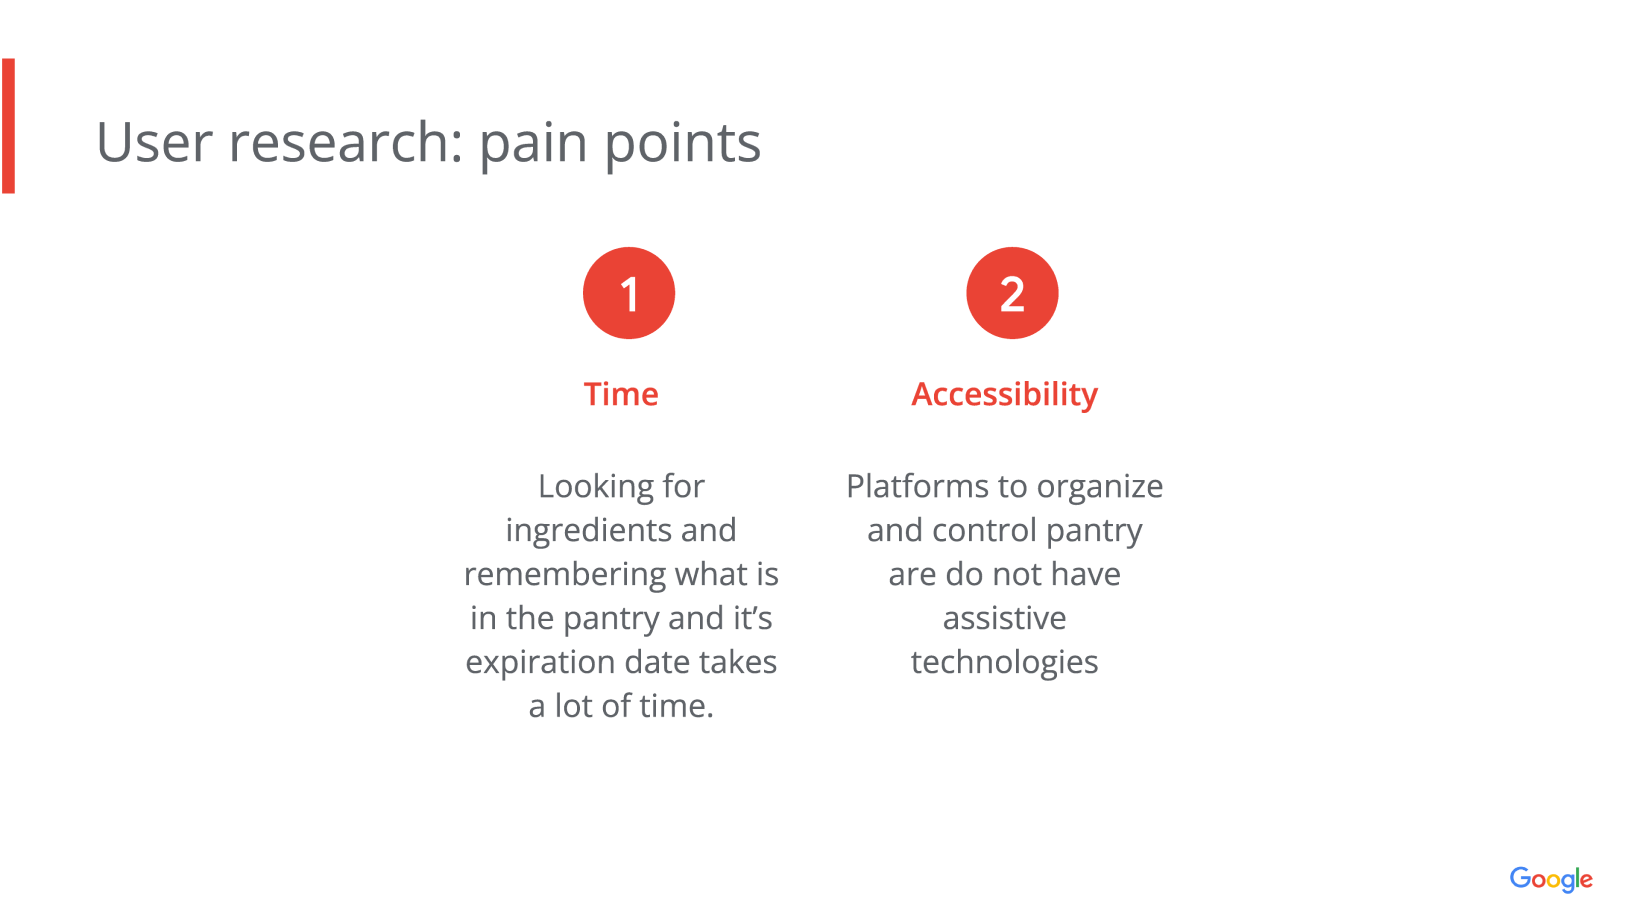 User research: pain points
1
Time
Looking for
ingredients and
remembering what is
in the pantry and it’s
expiration date takes
a lot of time.
2
Accessibility
Platforms to organize
and control pantry
are do not have
assistive
technologies
Google